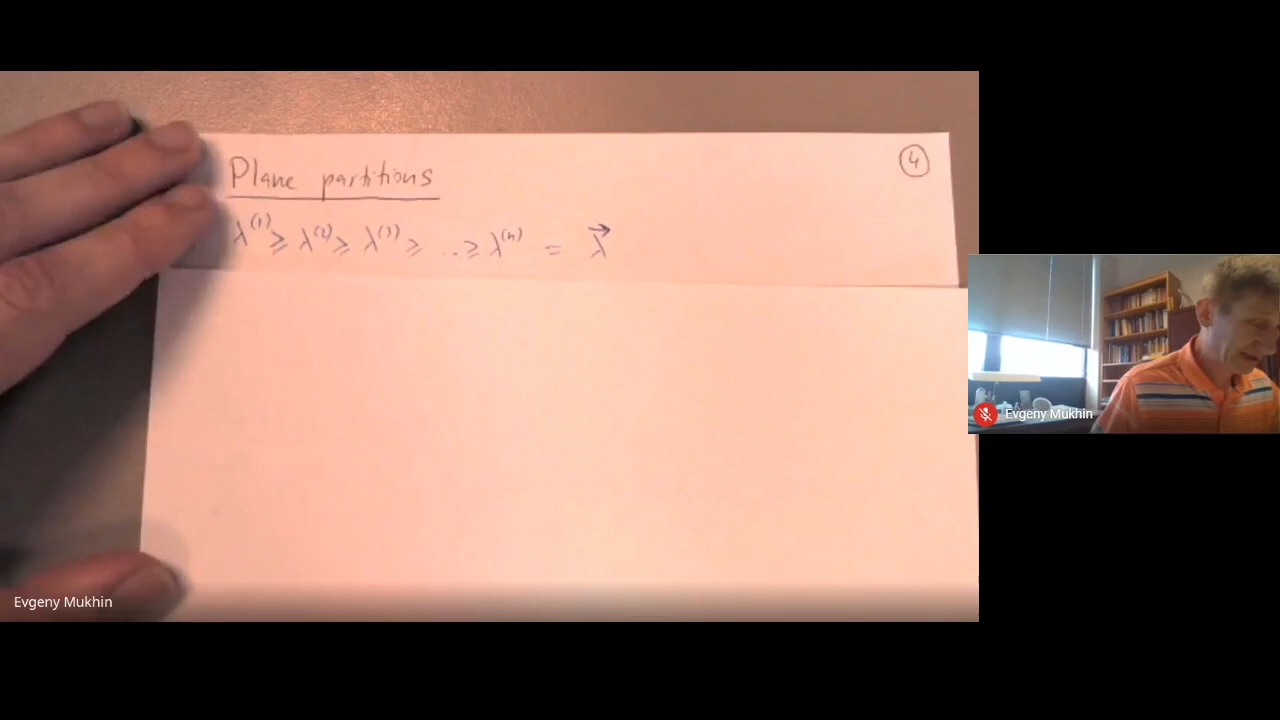 Plane partitions
④
λ⁽¹⁾ ⩾ λ⁽²⁾ ⩾ λ⁽³⁾ ⩾ ... ⩾ λ⁽ⁿ⁾ = λ⃗
Evgeny Mukhin
Evgeny Mukhin